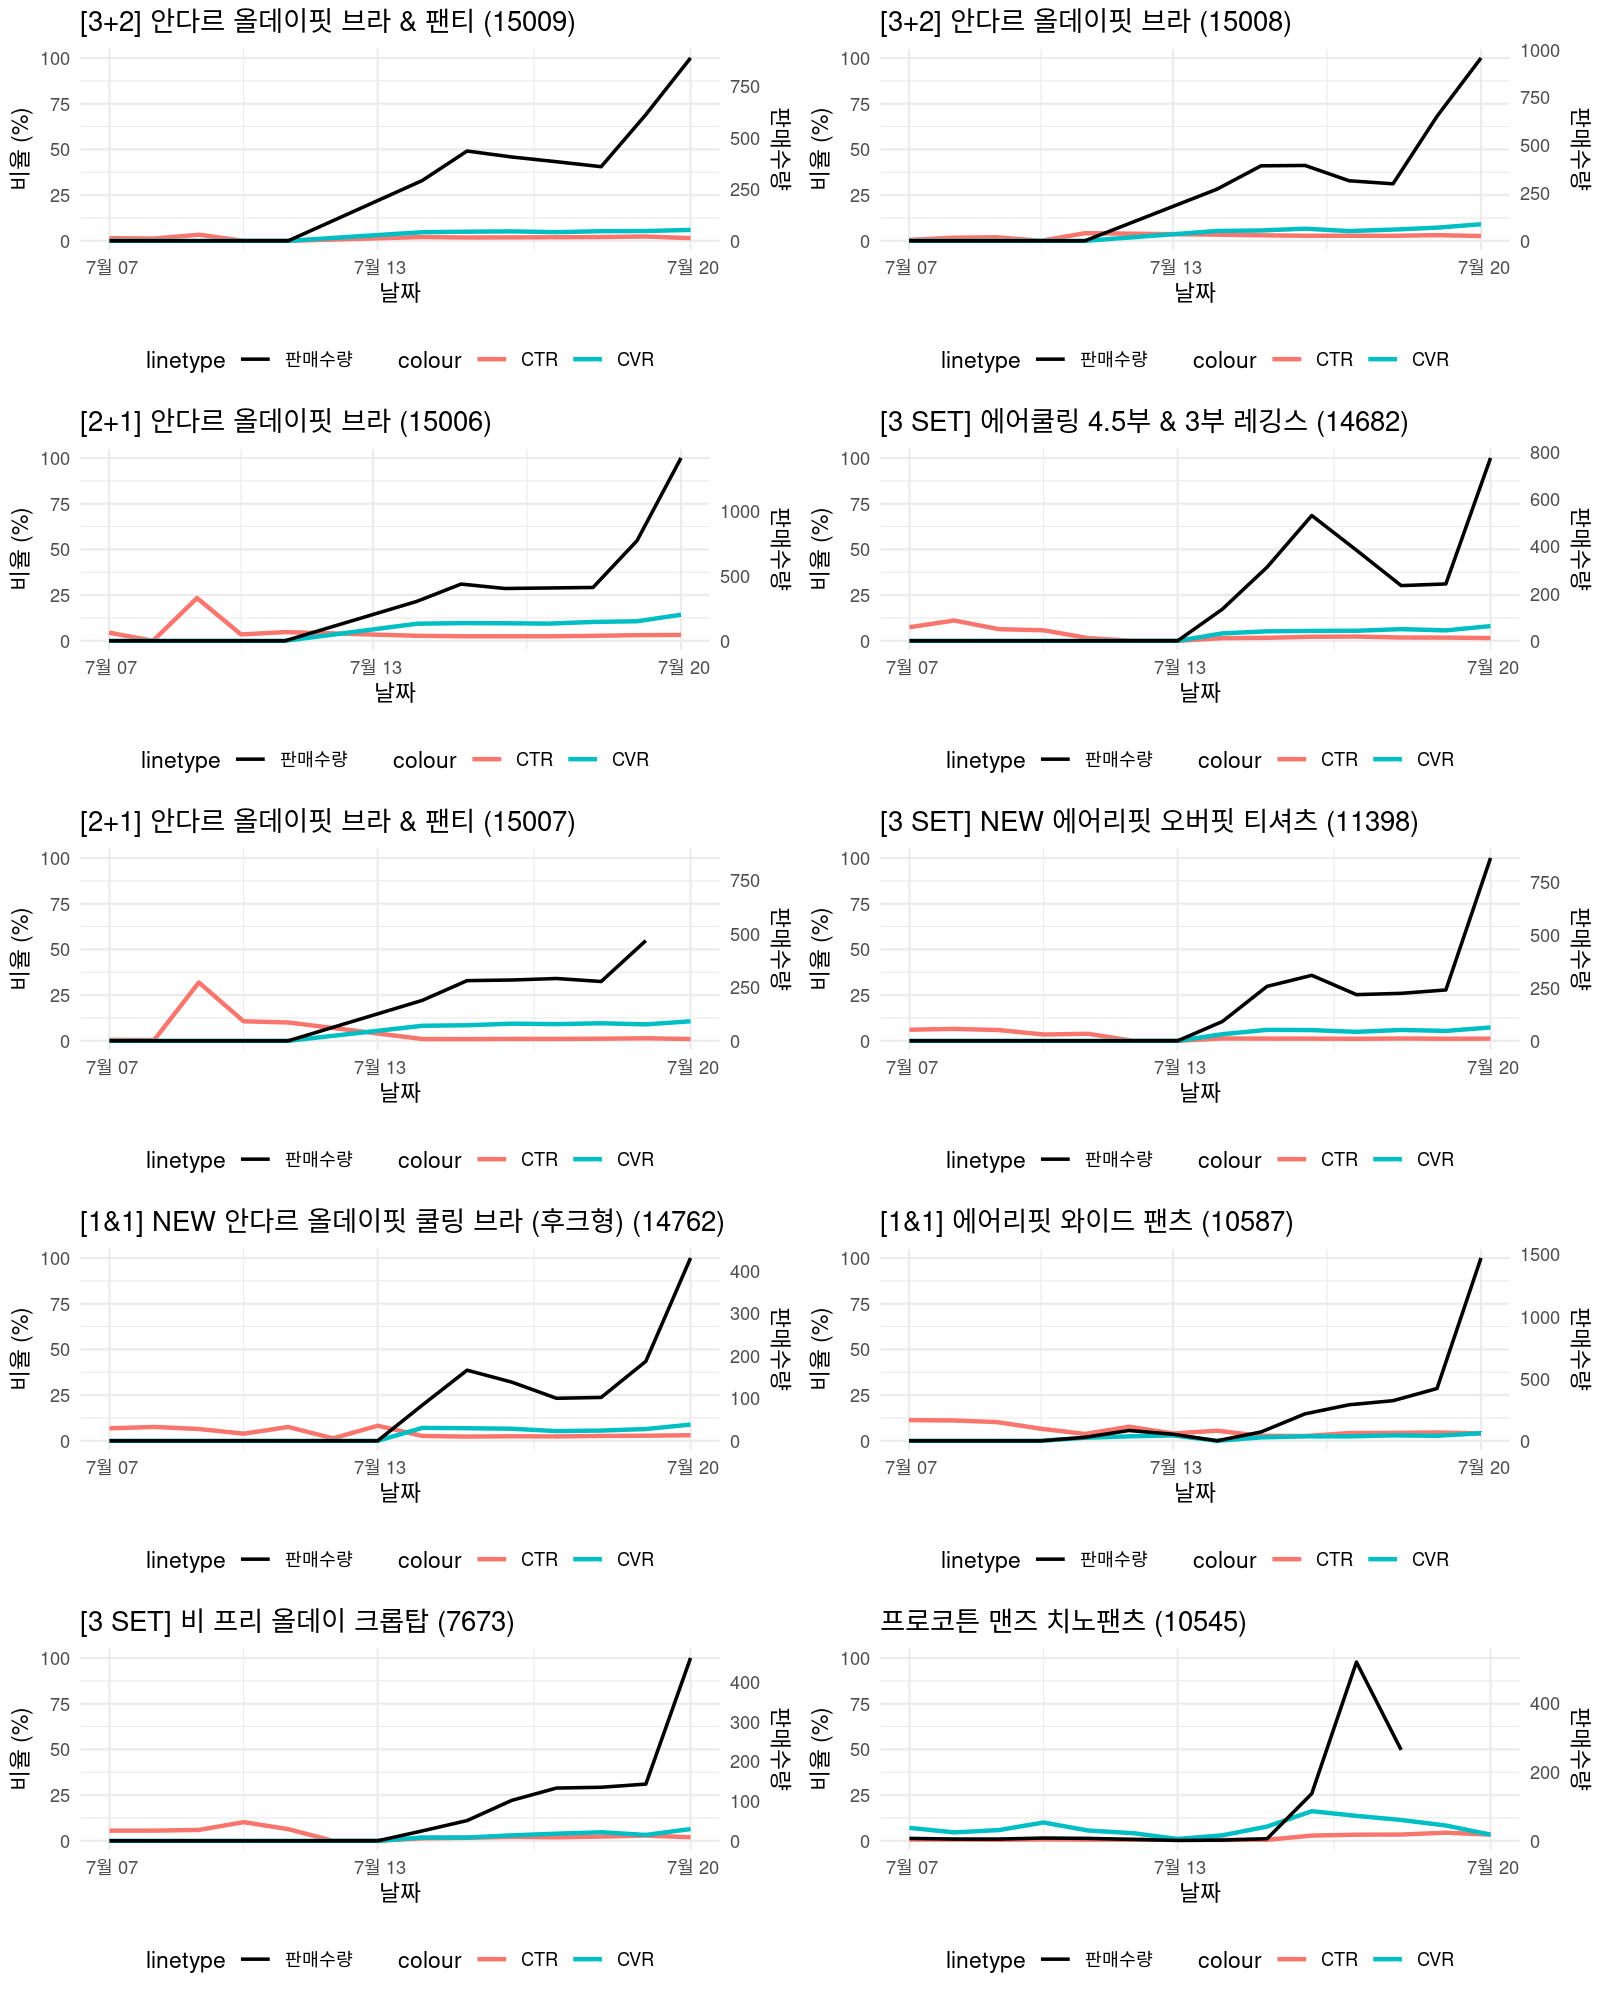 [3+2] 안다르 올데이핏 브라 & 팬티 (15009)
100
75
50
25
0
비율 (%)
750
500
250
0
판매수량
7월 07
7월 13
7월 20
날짜
linetype 판매수량 colour CTR CVR
[3+2] 안다르 올데이핏 브라 (15008)
100
75
50
25
0
비율 (%)
1000
750
500
250
0
판매수량
7월 07
7월 13
7월 20
날짜
linetype 판매수량 colour CTR CVR
[2+1] 안다르 올데이핏 브라 (15006)
100
75
50
25
0
비율 (%)
1000
500
0
판매수량
7월 07
7월 13
7월 20
날짜
linetype 판매수량 colour CTR CVR
[3 SET] 에어쿨링 4.5부 & 3부 레깅스 (14682)
100
75
50
25
0
비율 (%)
800
600
400
200
0
판매수량
7월 07
7월 13
7월 20
날짜
linetype 판매수량 colour CTR CVR
[2+1] 안다르 올데이핏 브라 & 팬티 (15007)
100
75
50
25
0
비율 (%)
750
500
250
0
판매수량
7월 07
7월 13
7월 20
날짜
linetype 판매수량 colour CTR CVR
[3 SET] NEW 에어리핏 오버핏 티셔츠 (11398)
100
75
50
25
0
비율 (%)
750
500
250
0
판매수량
7월 07
7월 13
7월 20
날짜
linetype 판매수량 colour CTR CVR
[1&1] NEW 안다르 올데이핏 쿨링 브라 (후크형) (14762)
100
75
50
25
0
비율 (%)
400
300
200
100
0
판매수량
7월 07
7월 13
7월 20
날짜
linetype 판매수량 colour CTR CVR
[1&1] 에어리핏 와이드 팬츠 (10587)
100
75
50
25
0
비율 (%)
1500
1000
500
0
판매수량
7월 07
7월 13
7월 20
날짜
linetype 판매수량 colour CTR CVR
[3 SET] 비 프리 올데이 크롭탑 (7673)
100
75
50
25
0
비율 (%)
400
300
200
100
0
판매수량
7월 07
7월 13
7월 20
날짜
linetype 판매수량 colour CTR CVR
프로코튼 맨즈 치노팬츠 (10545)
100
75
50
25
0
비율 (%)
400
200
0
판매수량
7월 07
7월 13
7월 20
날짜
linetype 판매수량 colour CTR CVR